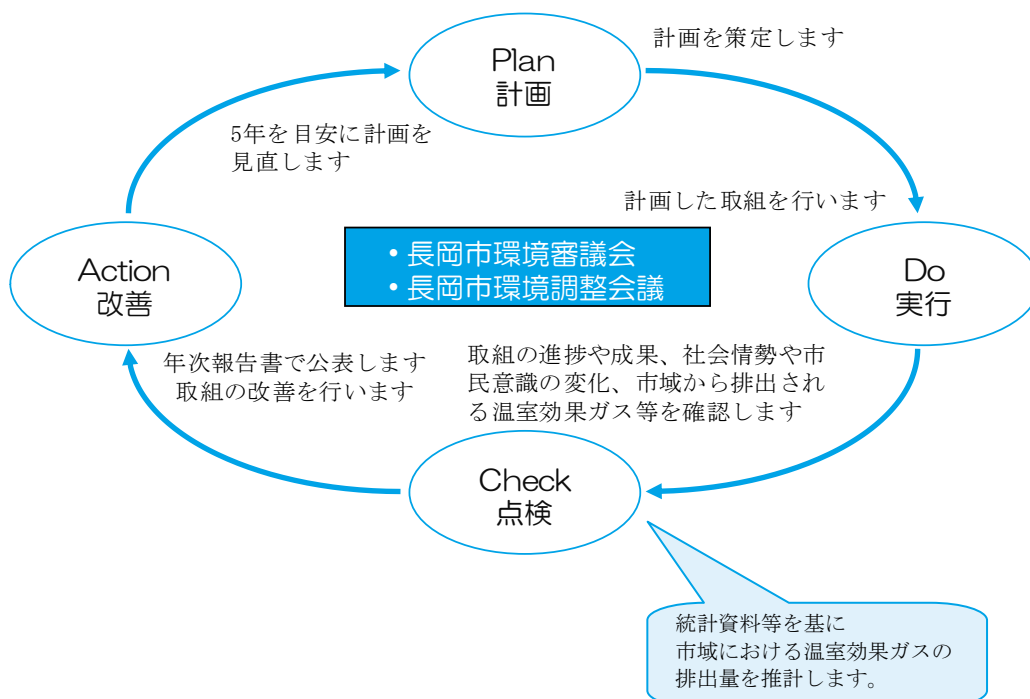 Plan
計画
計画を策定します
5年を目安に計画を
見直します
計画した取組を行います
・長岡市環境審議会
・長岡市環境調整会議
Action
改善
Do
実行
年次報告書で公表します
取組の改善を行います
取組の進捗や成果、社会情勢や市
民意識の変化、市域から排出され
る温室効果ガス等を確認します
Check
点検
統計資料等を基に
市域における温室効果ガスの
排出量を推計します。